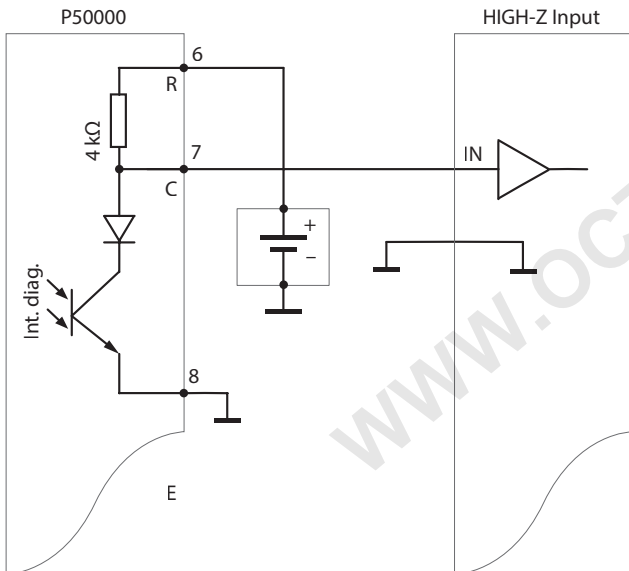 P50000
HIGH-Z Input
6
R
4 kΩ
7
IN
C
+
–
Int. diag.
8
E
www.oc